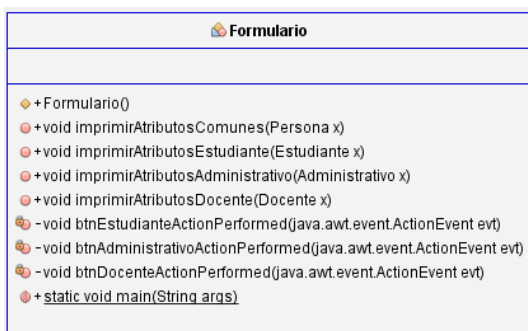 Formulario
+Formulario()
+void imprimirAtributosComunes(Persona x)
+void imprimirAtributosEstudiante(Estudiante x)
+void imprimirAtributosAdministrativo(Administrativo x)
+void imprimirAtributosDocente(Docente x)
-void btnEstudianteActionPerformed(java.awt.event.ActionEvent evt)
-void btnAdministrativoActionPerformed(java.awt.event.ActionEvent evt)
-void btnDocenteActionPerformed(java.awt.event.ActionEvent evt)
+static void main(String args)